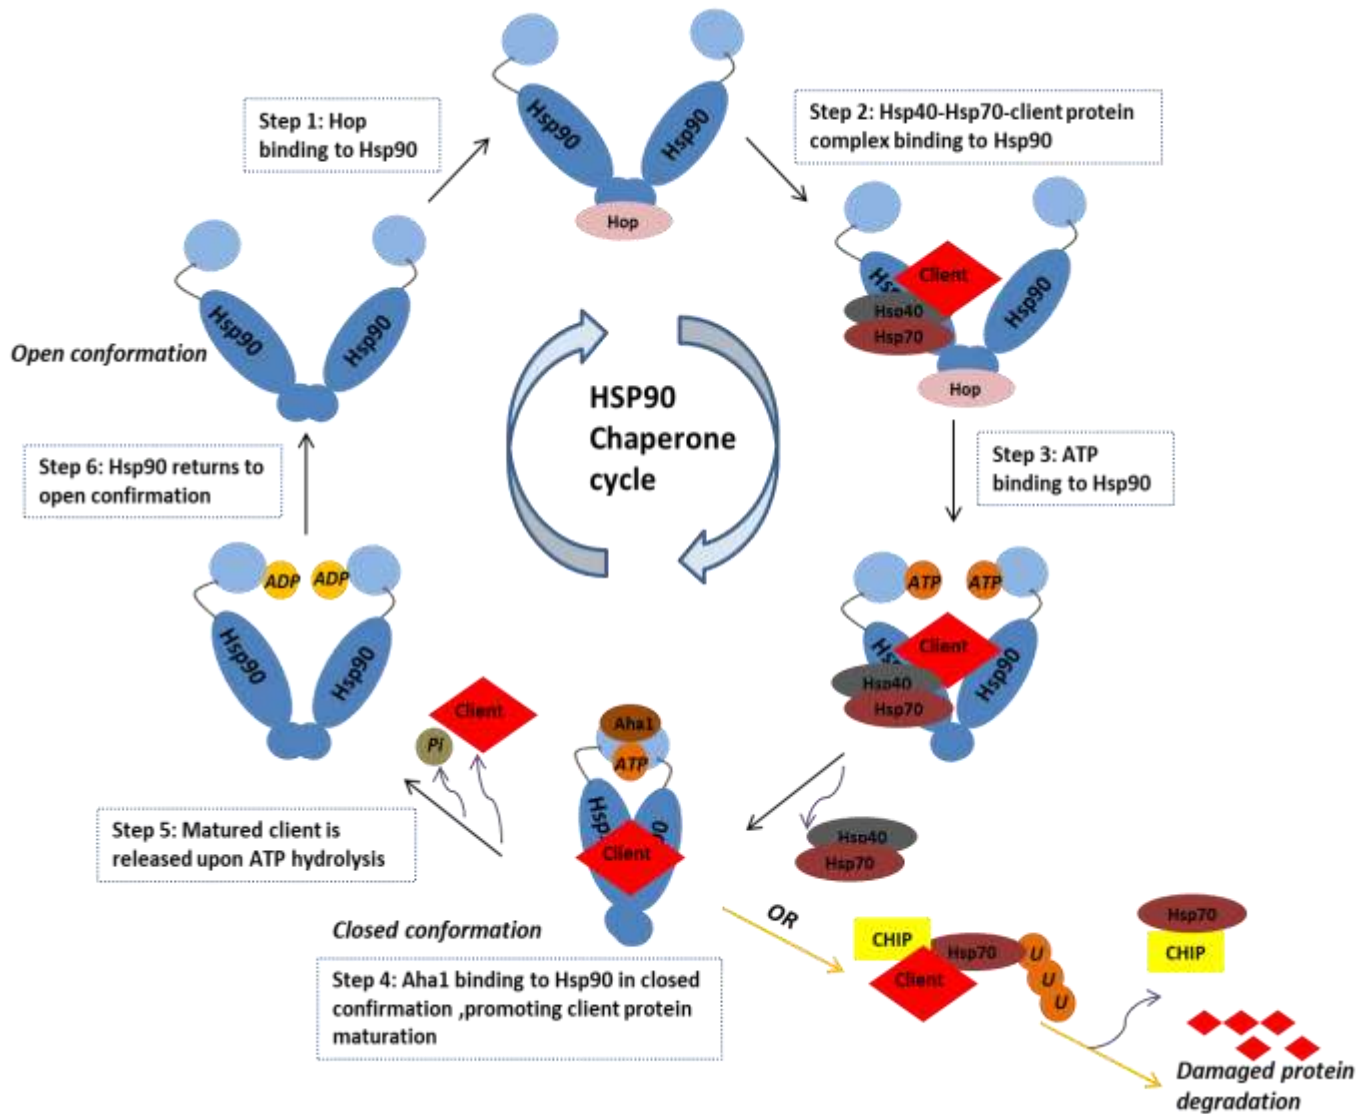 Hsp90
Hsp90
Hop
Step 1: Hop
binding to Hsp90
Step 2: Hsp40-Hsp70-client protein
complex binding to Hsp90
Hsp90
Hsp90
Open conformation
Client
Hsp40
Hsp70
Hsp90
Hop
HSP90
Chaperone
cycle
Step 3: ATP
binding to Hsp90
Step 6: Hsp90 returns to
open confirmation
ADP
ADP
Hsp90
Hsp90
ATP
ATP
Client
Hsp40
Hsp70
Hsp90
Client
Pi
Aha1
ATP
Client
Step 5: Matured client is
released upon ATP hydrolysis
Hsp40
Hsp70
Closed conformation
Step 4: Aha1 binding to Hsp90 in closed
confirmation ,promoting client protein
maturation
OR
CHIP
Hsp70
Client
U
U
U
Hsp70
CHIP
Damaged protein
degradation